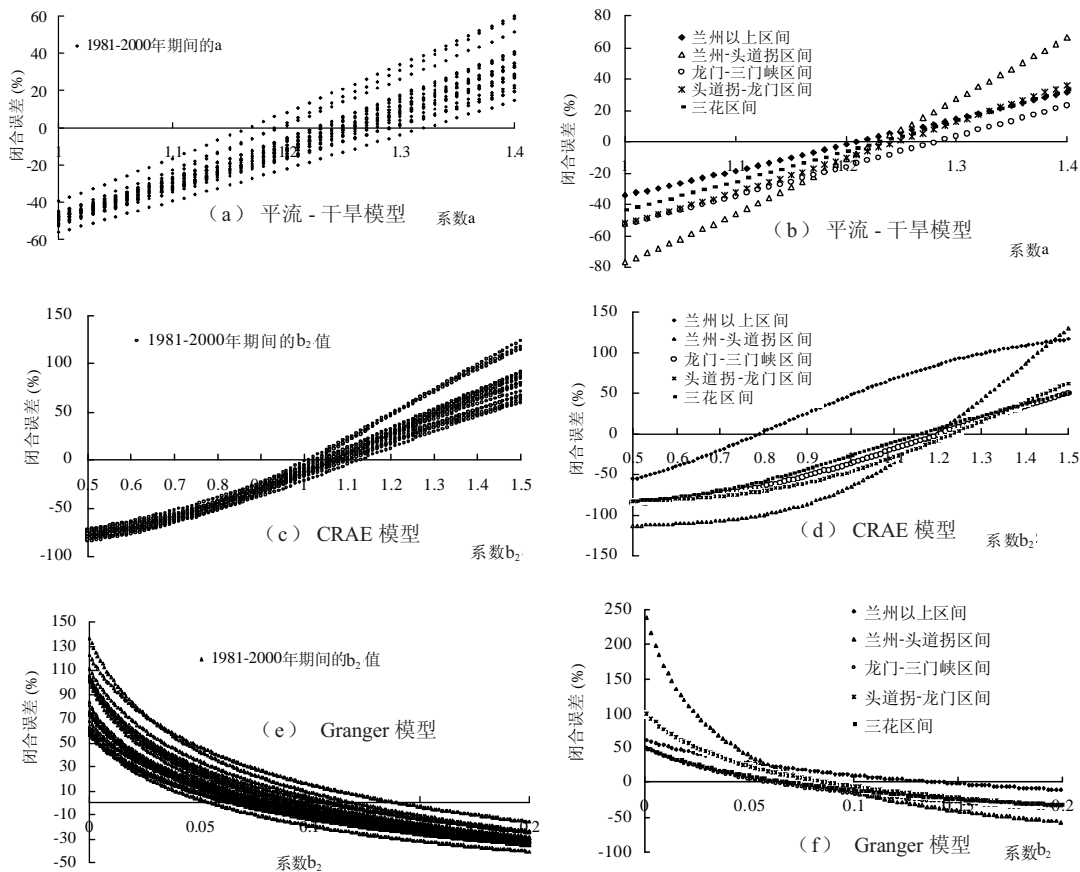 60
40
20
0
-20
-40
-60
1
1.1
1.2
1.3
1.4
闭合误差 (%)
1981-2000年期间的a
（a） 平流 - 干旱模型
系数a
80
60
40
20
0
-20
-40
-60
-80
1
1.1
1.2
1.3
1.4
闭合误差 (%)
兰州以上区间
兰州-头道拐区间
龙门-三门峡区间
头道拐-龙门区间
三花区间
（b） 平流 - 干旱模型
系数a
150
100
50
0
-50
-100
0.5 0.6 0.7 0.8 0.9 1.0 1.1 1.2 1.3 1.4 1.5
闭合误差 (%)
1981-2000年期间的b₂值
（c） CRAE 模型
系数b₂
150
100
50
0
-50
-100
-150
0.5 0.6 0.7 0.8 0.9 1.0 1.1 1.2 1.3 1.4 1.5
闭合误差 (%)
兰州以上区间
兰州-头道拐区间
龙门-三门峡区间
头道拐-龙门区间
三花区间
（d） CRAE 模型
系数b₂
150
130
110
90
70
50
30
10
-10
-30
-50
0
0.05
0.2
闭合误差 (%)
1981-2000年期间的b₂值
（e） Granger 模型
系数b₂
250
200
150
100
50
0
-50
-100
0
0.05
0.1
0.15
0.2
闭合误差 (%)
兰州以上区间
兰州-头道拐区间
龙门-三门峡区间
头道拐-龙门区间
三花区间
（f） Granger 模型
系数b₂